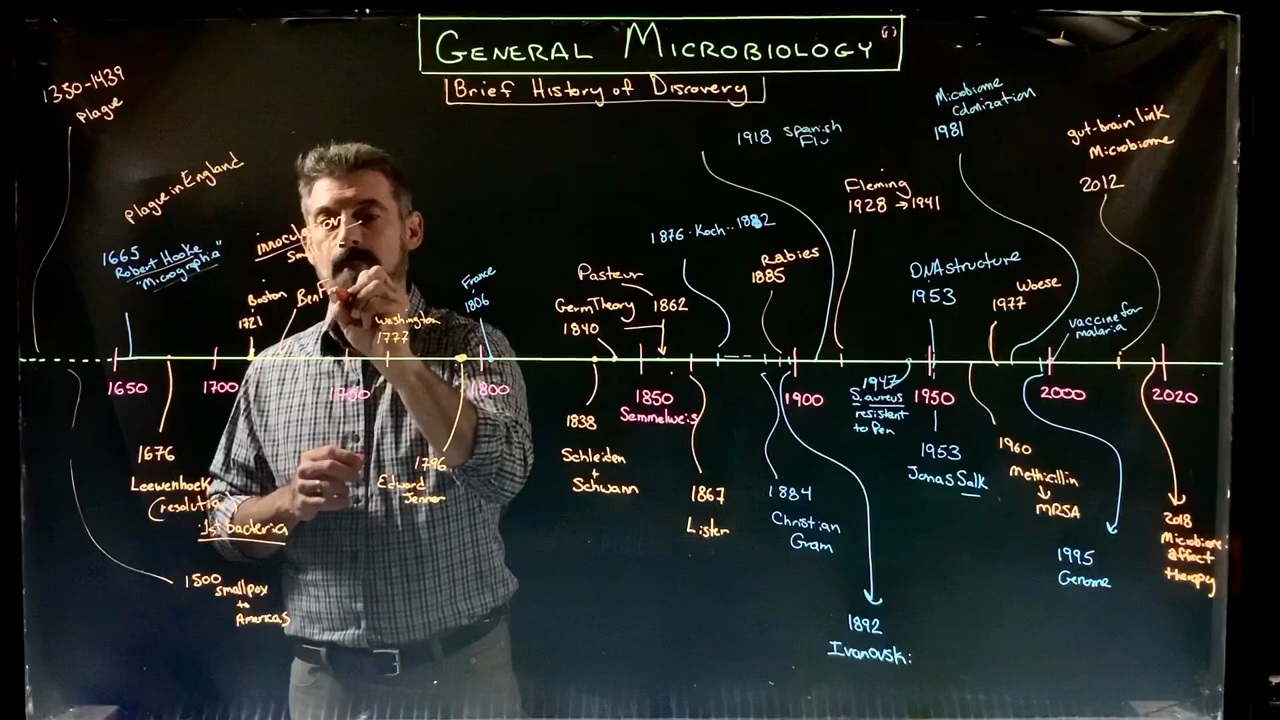 GENERAL MICROBIOLOGY (1)
Brief History of Discovery
1350-1439
plague
plague in England
1665
Robert Hooke
"Micrographia"
Boston
1721
Washington
1777
France
1806
Pasteur
Germ Theory
1862
1840
1876 Koch 1882
Rabies
1885
1918 Spanish
Flu
Fleming
1928 → 1941
DNA structure
1953
Microbiome
Colonization
1981
Woese
1977
vaccine for
malaria
gut-brain link
Microbiome
2012
1650
1700
1750
1800
1850
1900
1950
2000
2020
Semmelweis
1676
Leewenhoek
1st bacteria
1500
smallpox
to
Americas
1796
Edward
Jenner
1838
Schleiden
+
Schwann
1867
Lister
1884
Christian
Gram
1892
Ivanovski
1947
S. aureus
resistent
to Pen
1953
Jonas Salk
1960
Methicillin
↓
MRSA
1995
Genome
2018
Microbiome
affect
therapy